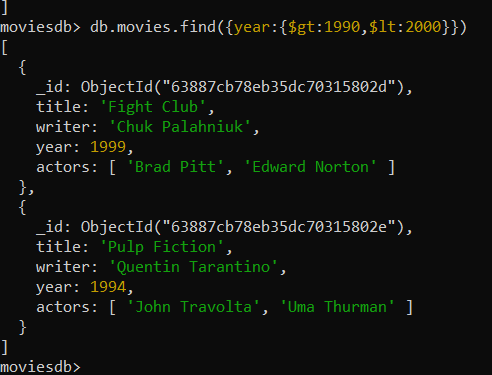 ]
moviesdb> db.movies.find({year:{$gt:1990,$lt:2000}})
[
  {
    _id: ObjectId("63887cb78eb35dc70315802d"),
    title: 'Fight Club',
    writer: 'Chuk Palahniuk',
    year: 1999,
    actors: [ 'Brad Pitt', 'Edward Norton' ]
  },
  {
    _id: ObjectId("63887cb78eb35dc70315802e"),
    title: 'Pulp Fiction',
    writer: 'Quentin Tarantino',
    year: 1994,
    actors: [ 'John Travolta', 'Uma Thurman' ]
  }
]
moviesdb>